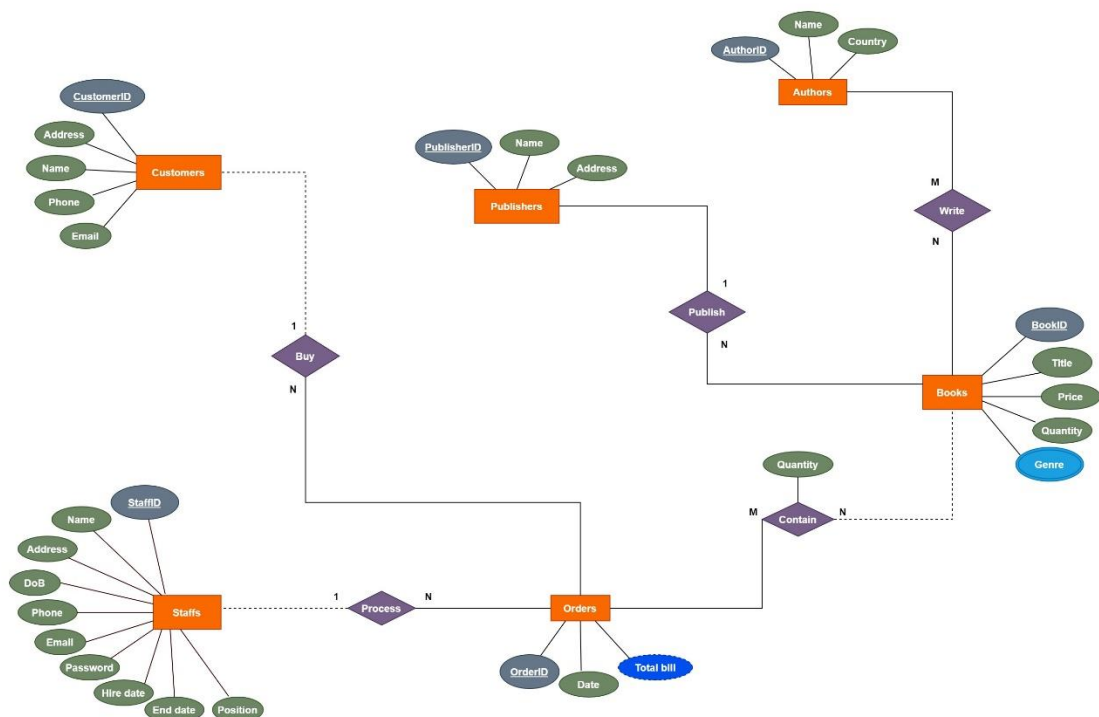 Name
AuthorID
Country
Authors
CustomerID
Address
Name
Customers
Phone
Email
PublisherID
Name
Address
Publishers
M
Write
N
1
Publish
N
1
Buy
N
BookID
Title
Books
Price
Quantity
Genre
Quantity
M
Contain
N
StaffID
Name
Address
DoB
Phone
Staffs
Email
Password
Hire date
End date
Position
1
Process
N
Orders
OrderID
Date
Total bill